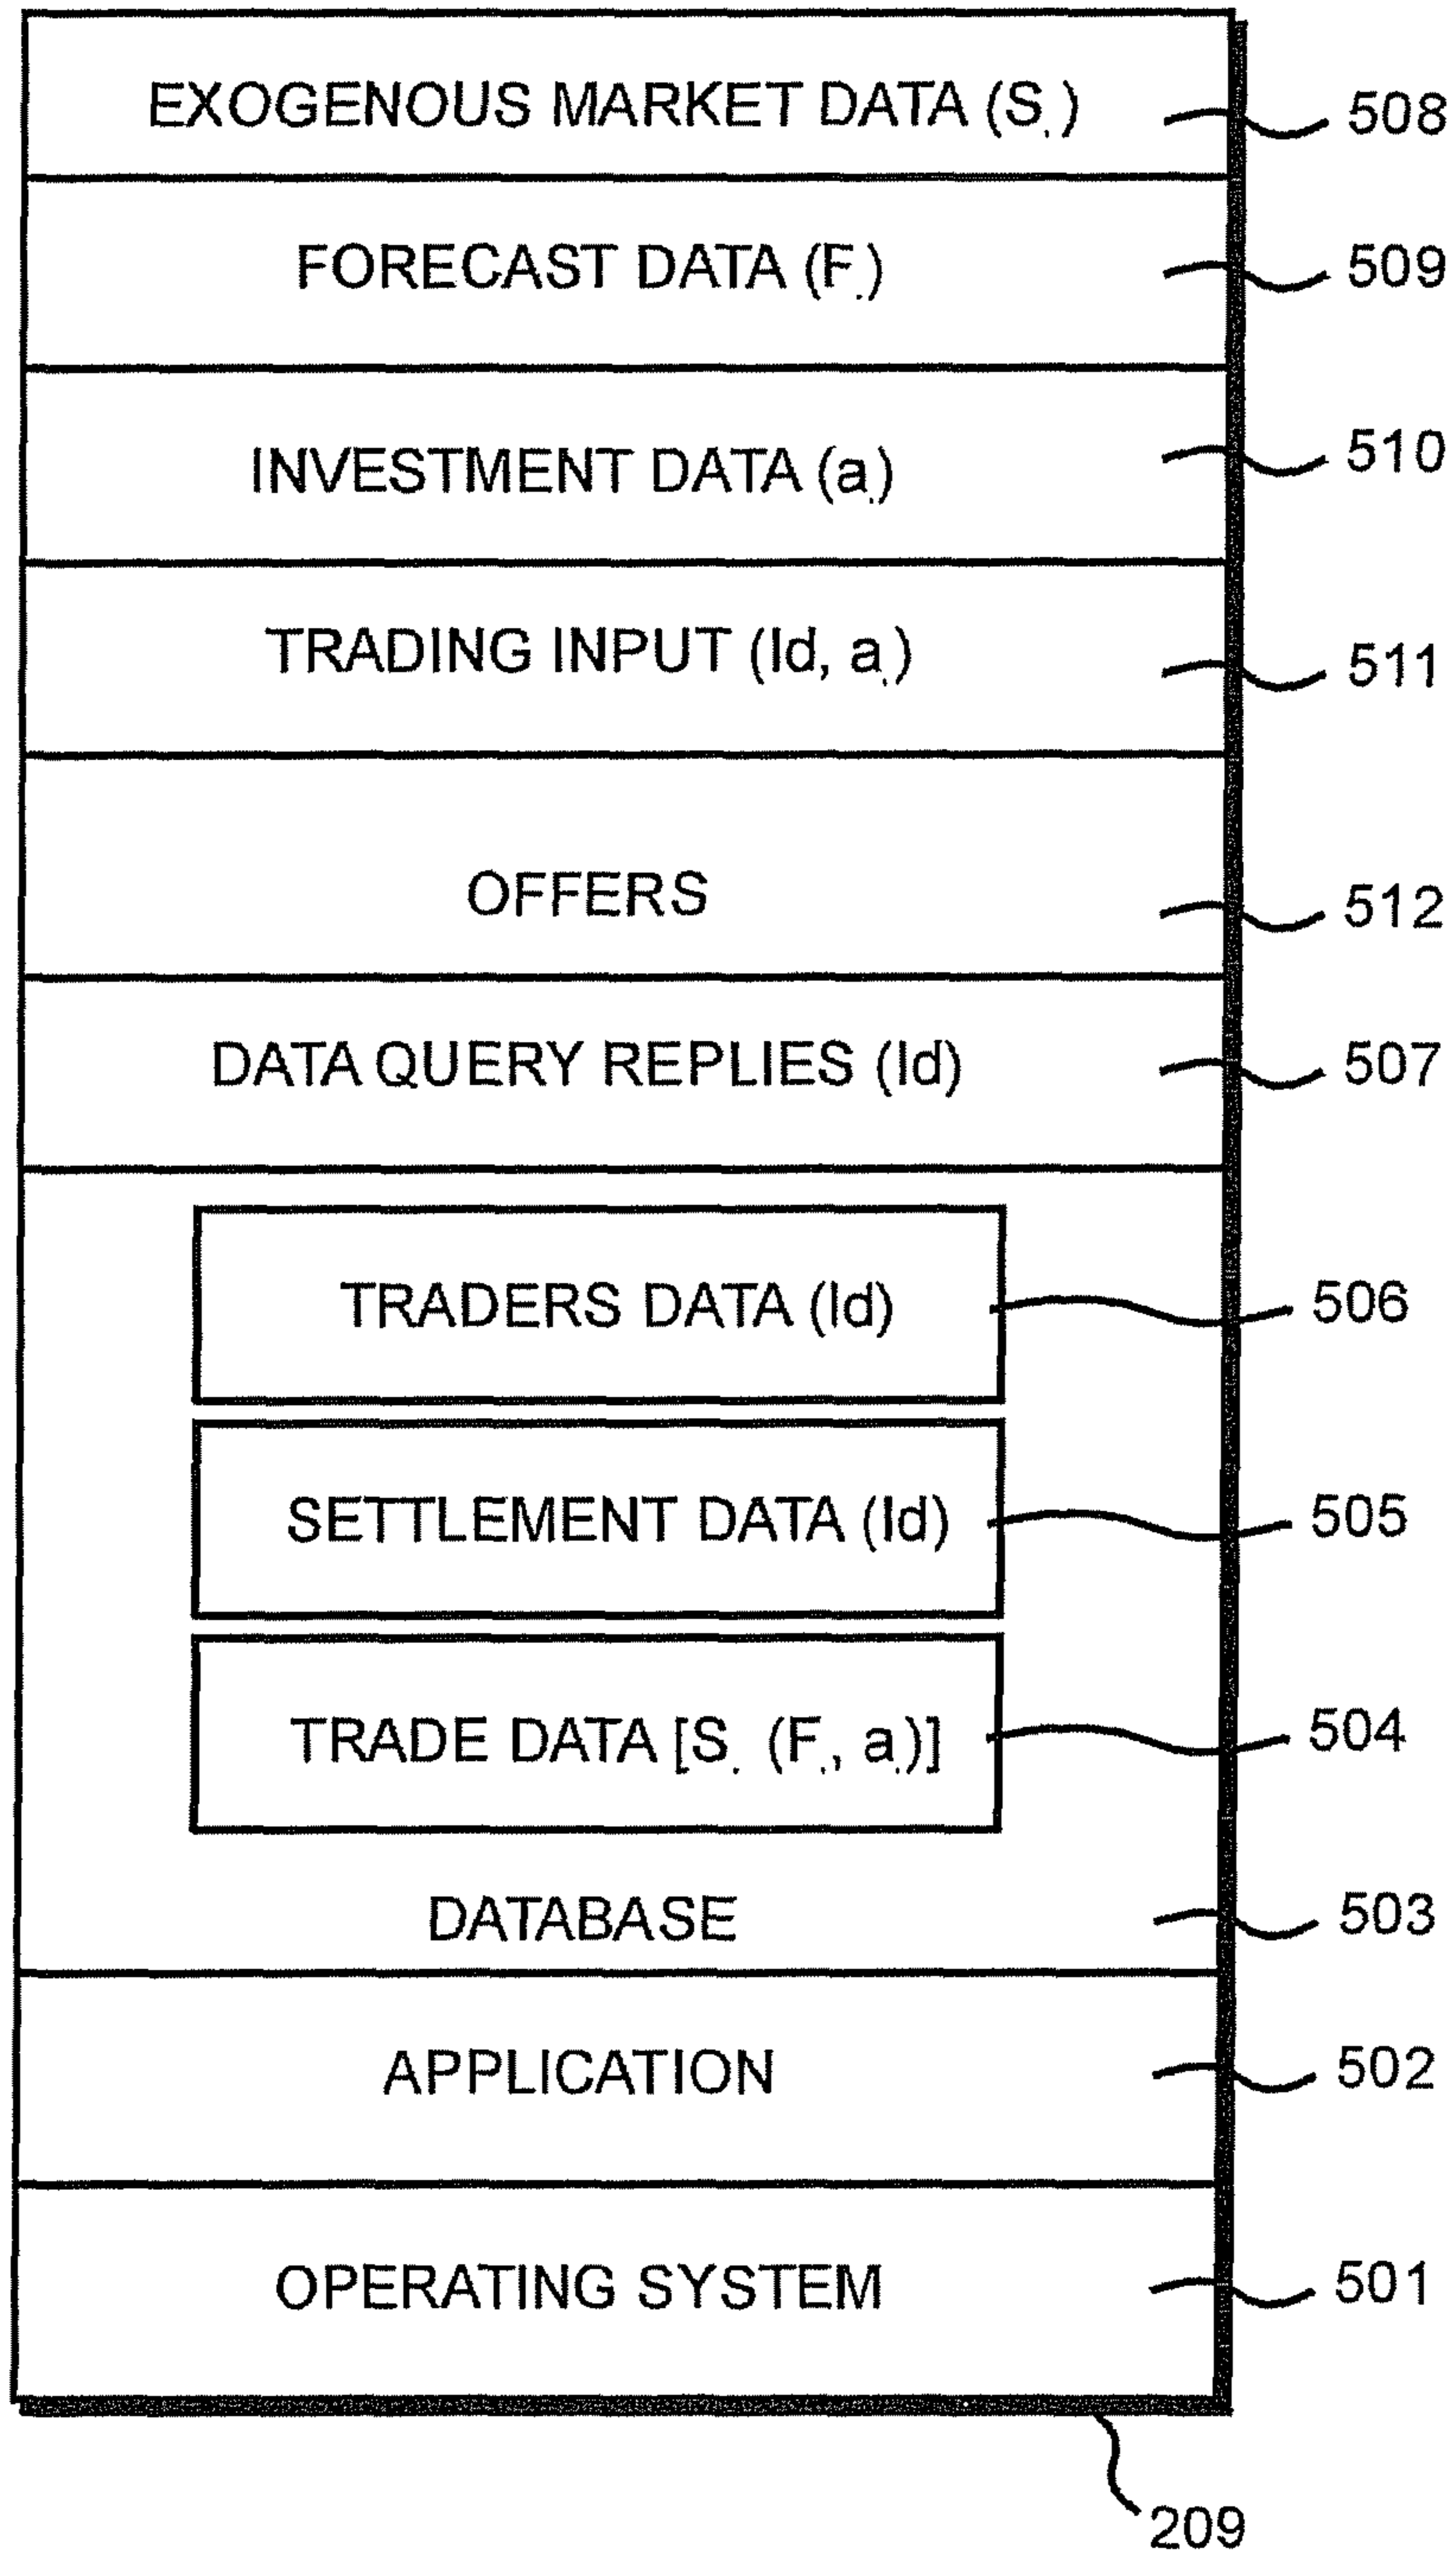 EXOGENOUS MARKET DATA (S.) 508
FORECAST DATA (F.) 509
INVESTMENT DATA (a.) 510
TRADING INPUT (Id, a.) 511
OFFERS 512
DATA QUERY REPLIES (Id) 507
TRADERS DATA (Id) 506
SETTLEMENT DATA (Id) 505
TRADE DATA [S. (F., a.)] 504
DATABASE 503
APPLICATION 502
OPERATING SYSTEM 501
209